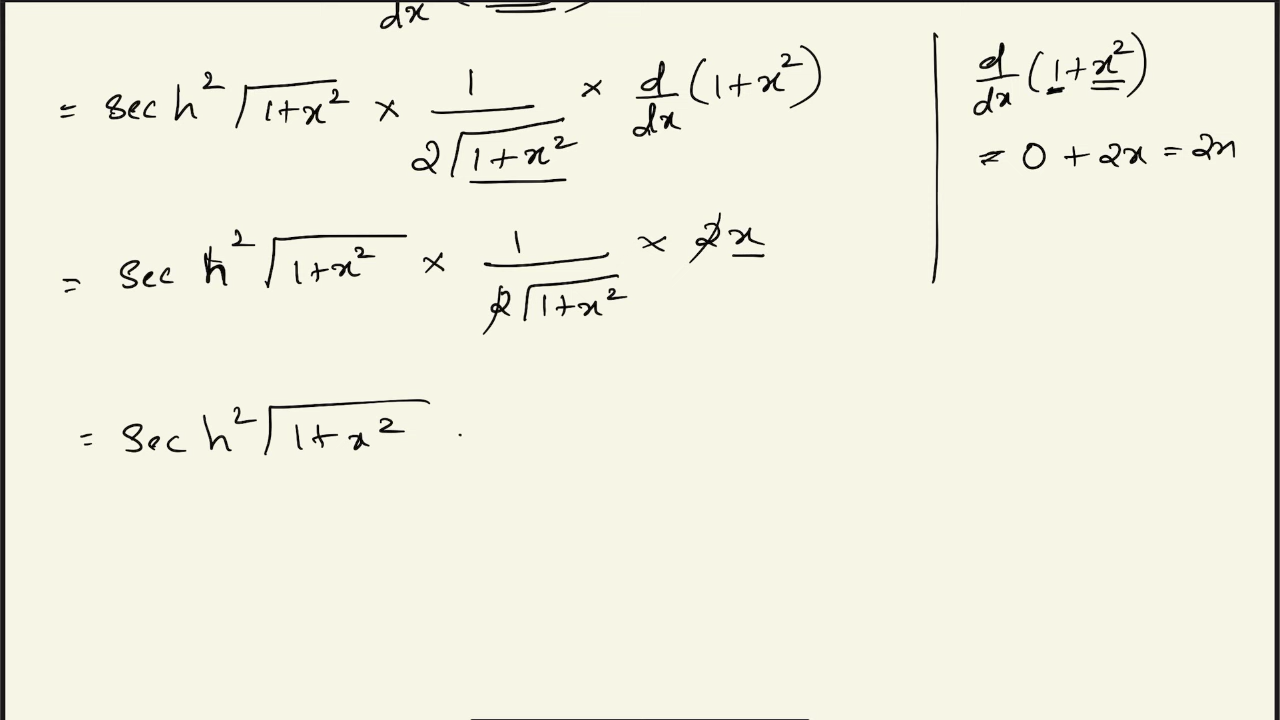 d/dx
= sec h² √(1+x²) × 1/(2√(1+x²)) × d/dx (1+x²)
= sec h² √(1+x²) × 1/(2√(1+x²)) × 2x
= sec h² √(1+x²) .
d/dx (1+x²)
= 0 + 2x = 2x